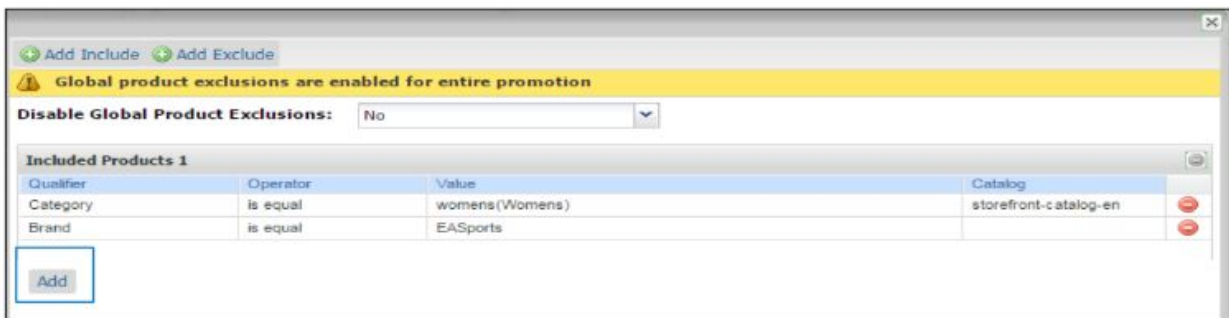 Add Include Add Exclude
Global product exclusions are enabled for entire promotion
Disable Global Product Exclusions: No
Included Products 1
Qualifier Operator Value Catalog
Category is equal womens(Womens) storefront-catalog-en
Brand is equal EASports
Add